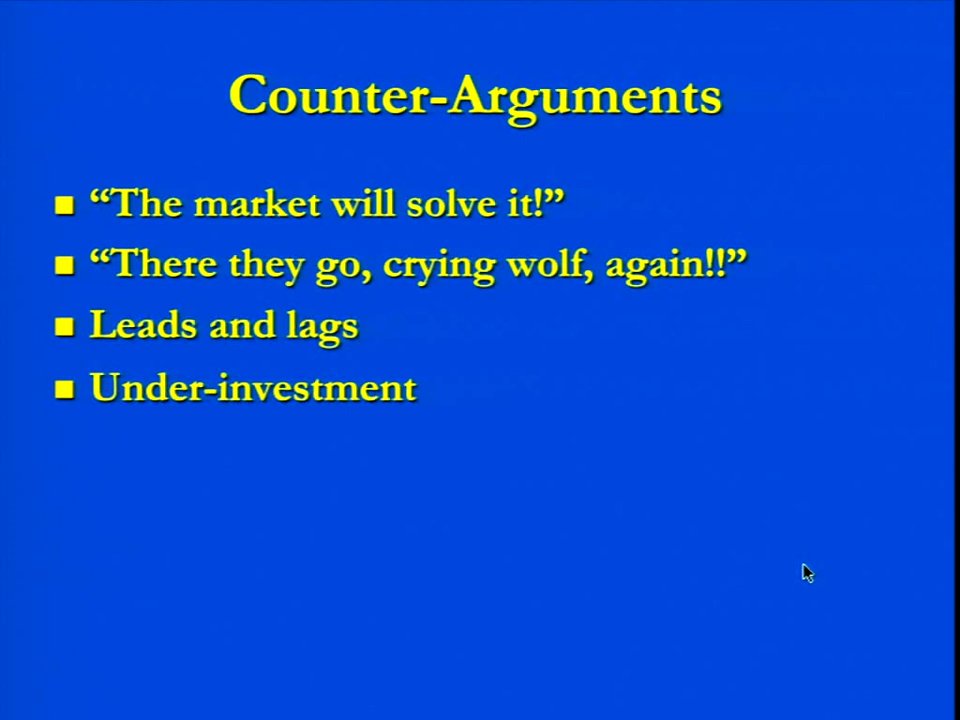 Counter-Arguments
“The market will solve it!”
“There they go, crying wolf, again!!”
Leads and lags
Under-investment